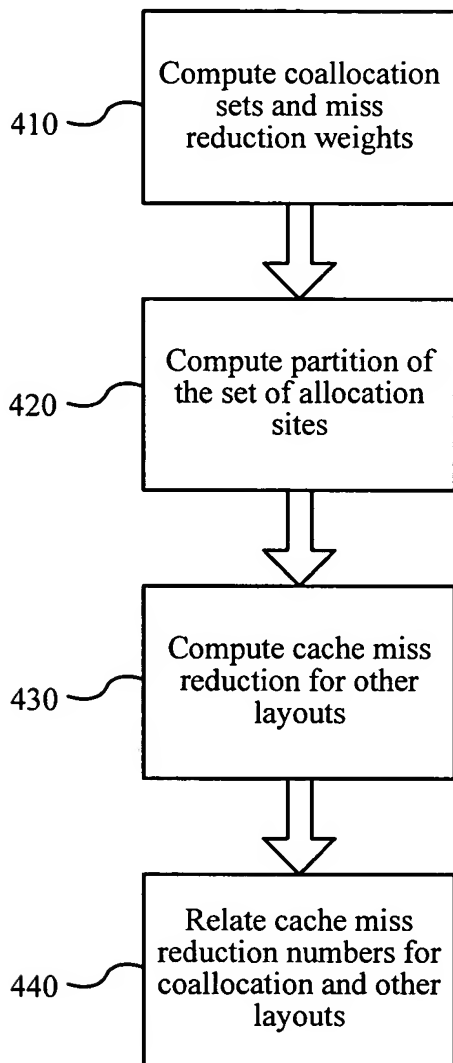 Compute coallocation
sets and miss
reduction weights
410
Compute partition of
the set of allocation
sites
420
Compute cache miss
reduction for other
layouts
430
Relate cache miss
reduction numbers for
coallocation and other
layouts
440